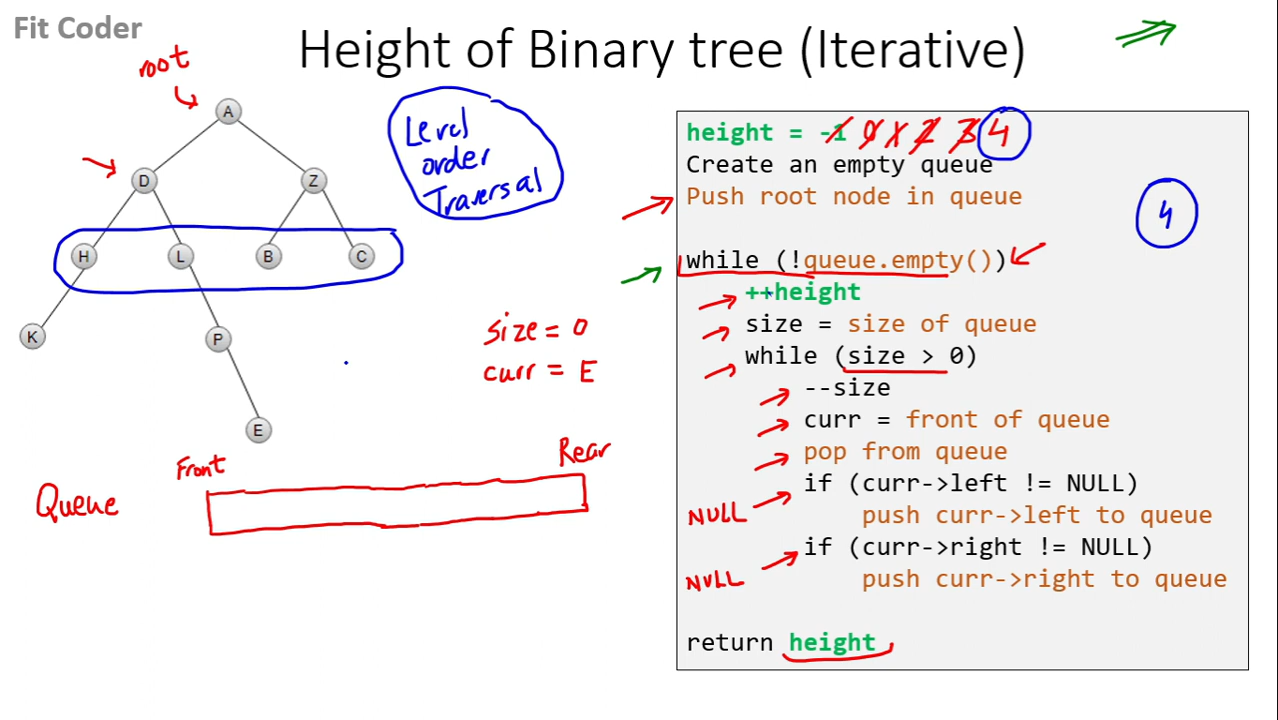 Fit Coder
Height of Binary tree (Iterative)
root
A
D
Z
H
L
B
C
K
P
E
Level
order
Traversal
size = 0
curr = E
Front
Rear
Queue
height = -1 0 1 2 3 4
Create an empty queue
Push root node in queue
4
while (!queue.empty())
++height
size = size of queue
while (size > 0)
--size
curr = front of queue
pop from queue
if (curr->left != NULL)
NULL
push curr->left to queue
if (curr->right != NULL)
NULL
push curr->right to queue
return height